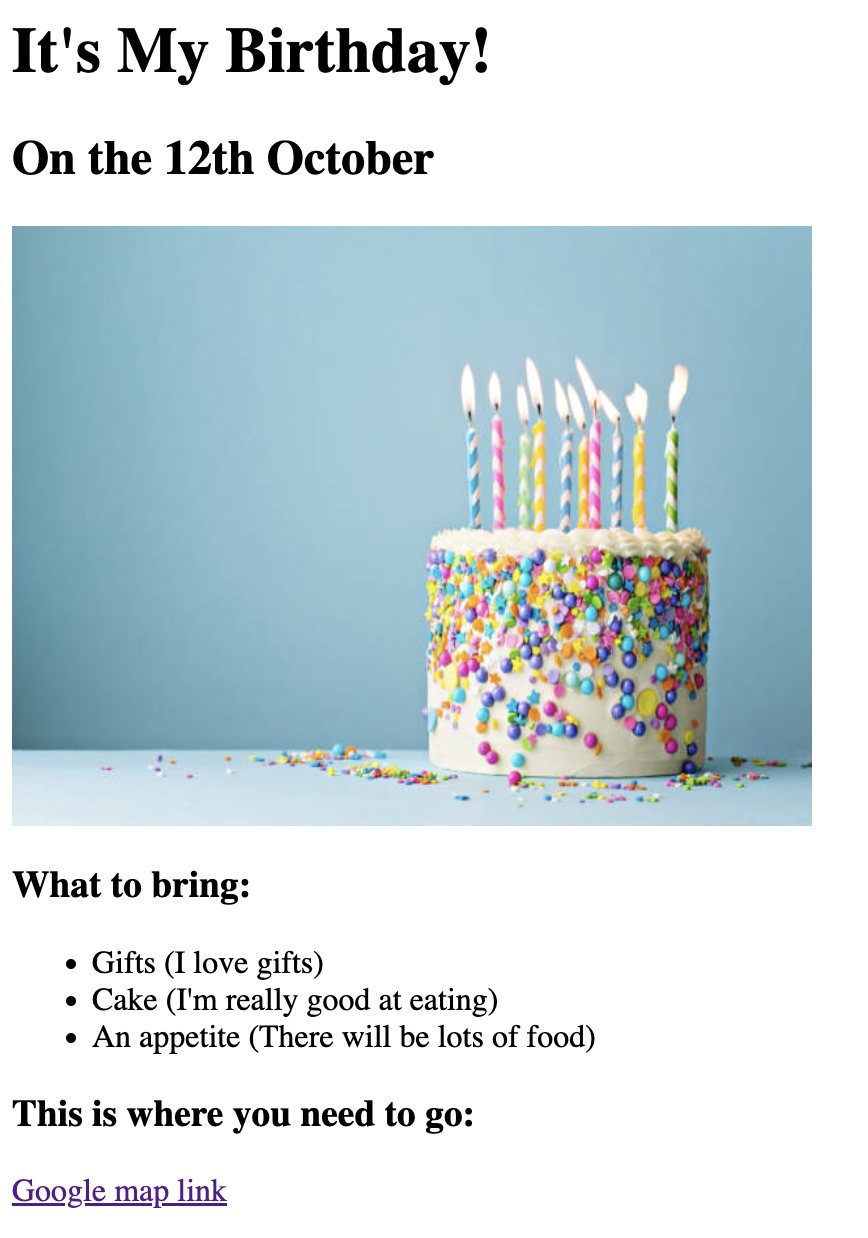 It's My Birthday!
On the 12th October
What to bring:
Gifts (I love gifts)
Cake (I'm really good at eating)
An appetite (There will be lots of food)
This is where you need to go:
Google map link